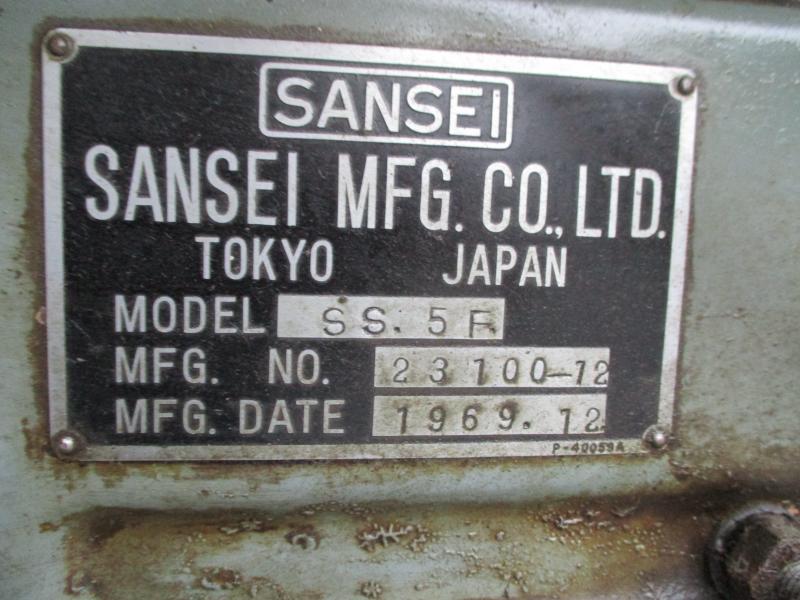 SANSEI
SANSEI MFG. CO., LTD.
TOKYO JAPAN
MODEL SS. 5F
MFG. NO. 23100-12
MFG. DATE 1969. 12
P-40059A